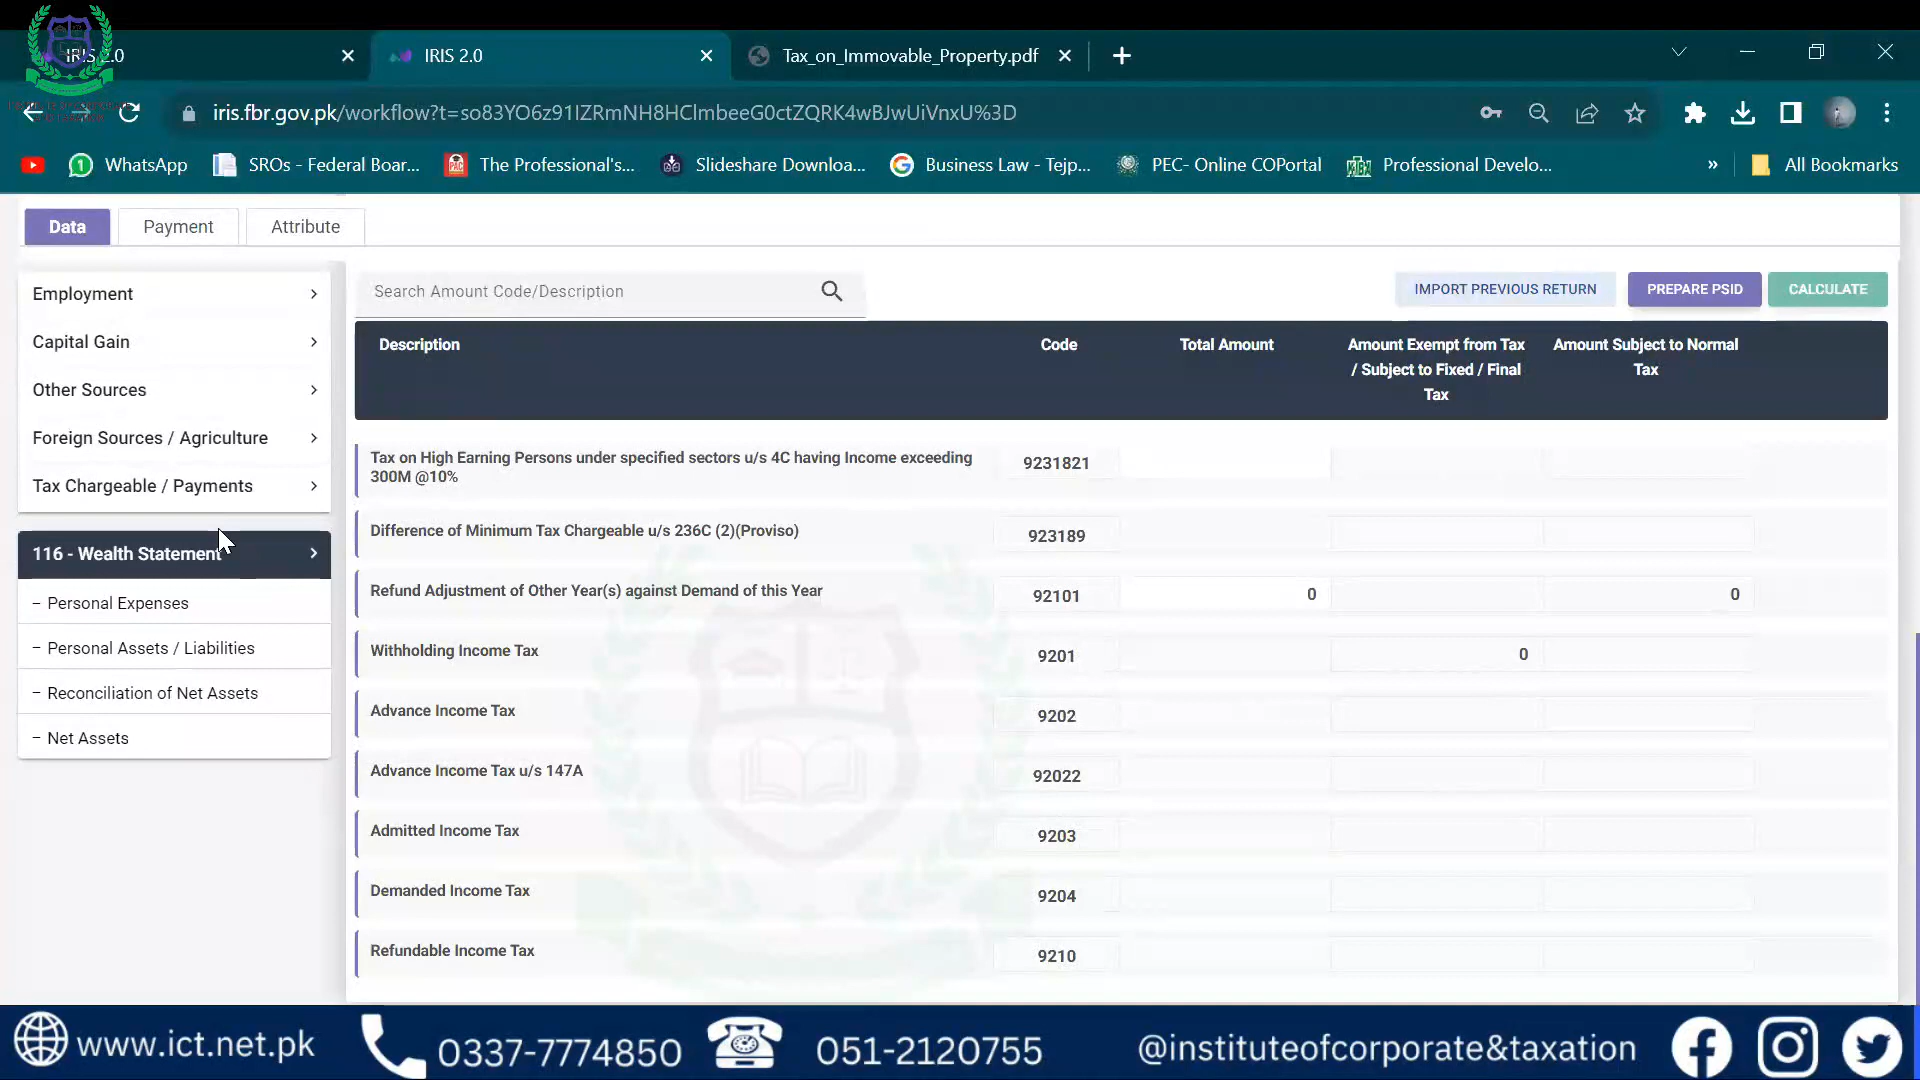 IRIS 2.0
IRIS 2.0
Tax_on_Immovable_Property.pdf
iris.fbr.gov.pk/workflow?t=so83YO6z91IZRmNH8HClmbeeG0ctZQRK4wBJwUiVnxU%3D
WhatsApp
SROs - Federal Boar...
The Professional's...
Slideshare Downloa...
Business Law - Tejp...
PEC- Online COPortal
Professional Develo...
»
All Bookmarks
Data
Payment
Attribute
Employment
Capital Gain
Other Sources
Foreign Sources / Agriculture
Tax Chargeable / Payments
116 - Wealth Statement
– Personal Expenses
– Personal Assets / Liabilities
– Reconciliation of Net Assets
– Net Assets
Search Amount Code/Description
IMPORT PREVIOUS RETURN
PREPARE PSID
CALCULATE
Description
Code
Total Amount
Amount Exempt from Tax
/ Subject to Fixed / Final
Tax
Amount Subject to Normal
Tax
Tax on High Earning Persons under specified sectors u/s 4C having Income exceeding
300M @10%
9231821
Difference of Minimum Tax Chargeable u/s 236C (2)(Proviso)
923189
Refund Adjustment of Other Year(s) against Demand of this Year
92101
0
0
Withholding Income Tax
9201
0
Advance Income Tax
9202
Advance Income Tax u/s 147A
92022
Admitted Income Tax
9203
Demanded Income Tax
9204
Refundable Income Tax
9210
www.ict.net.pk
0337-7774850
051-2120755
@instituteofcorporate&taxation